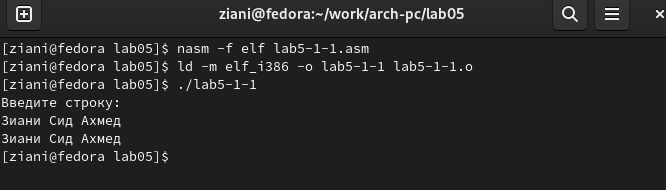 ziani@fedora:~/work/arch-pc/lab05
[ziani@fedora lab05]$ nasm -f elf lab5-1-1.asm
[ziani@fedora lab05]$ ld -m elf_i386 -o lab5-1-1 lab5-1-1.o
[ziani@fedora lab05]$ ./lab5-1-1
Введите строку:
Зиани Сид Ахмед
Зиани Сид Ахмед
[ziani@fedora lab05]$